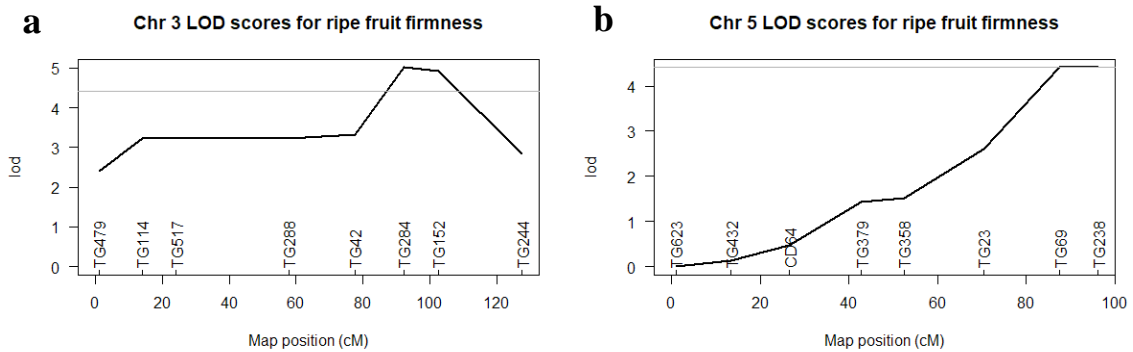 a
Chr 3 LOD scores for ripe fruit firmness
lod
5
4
3
2
1
0
TG479
TG114
TG517
TG288
TG42
TG284
TG152
TG244
0 20 40 60 80 100 120
Map position (cM)
b
Chr 5 LOD scores for ripe fruit firmness
lod
4
3
2
1
0
TG623
TG432
CD64
TG379
TG358
TG23
TG69
TG238
0 20 40 60 80 100
Map position (cM)